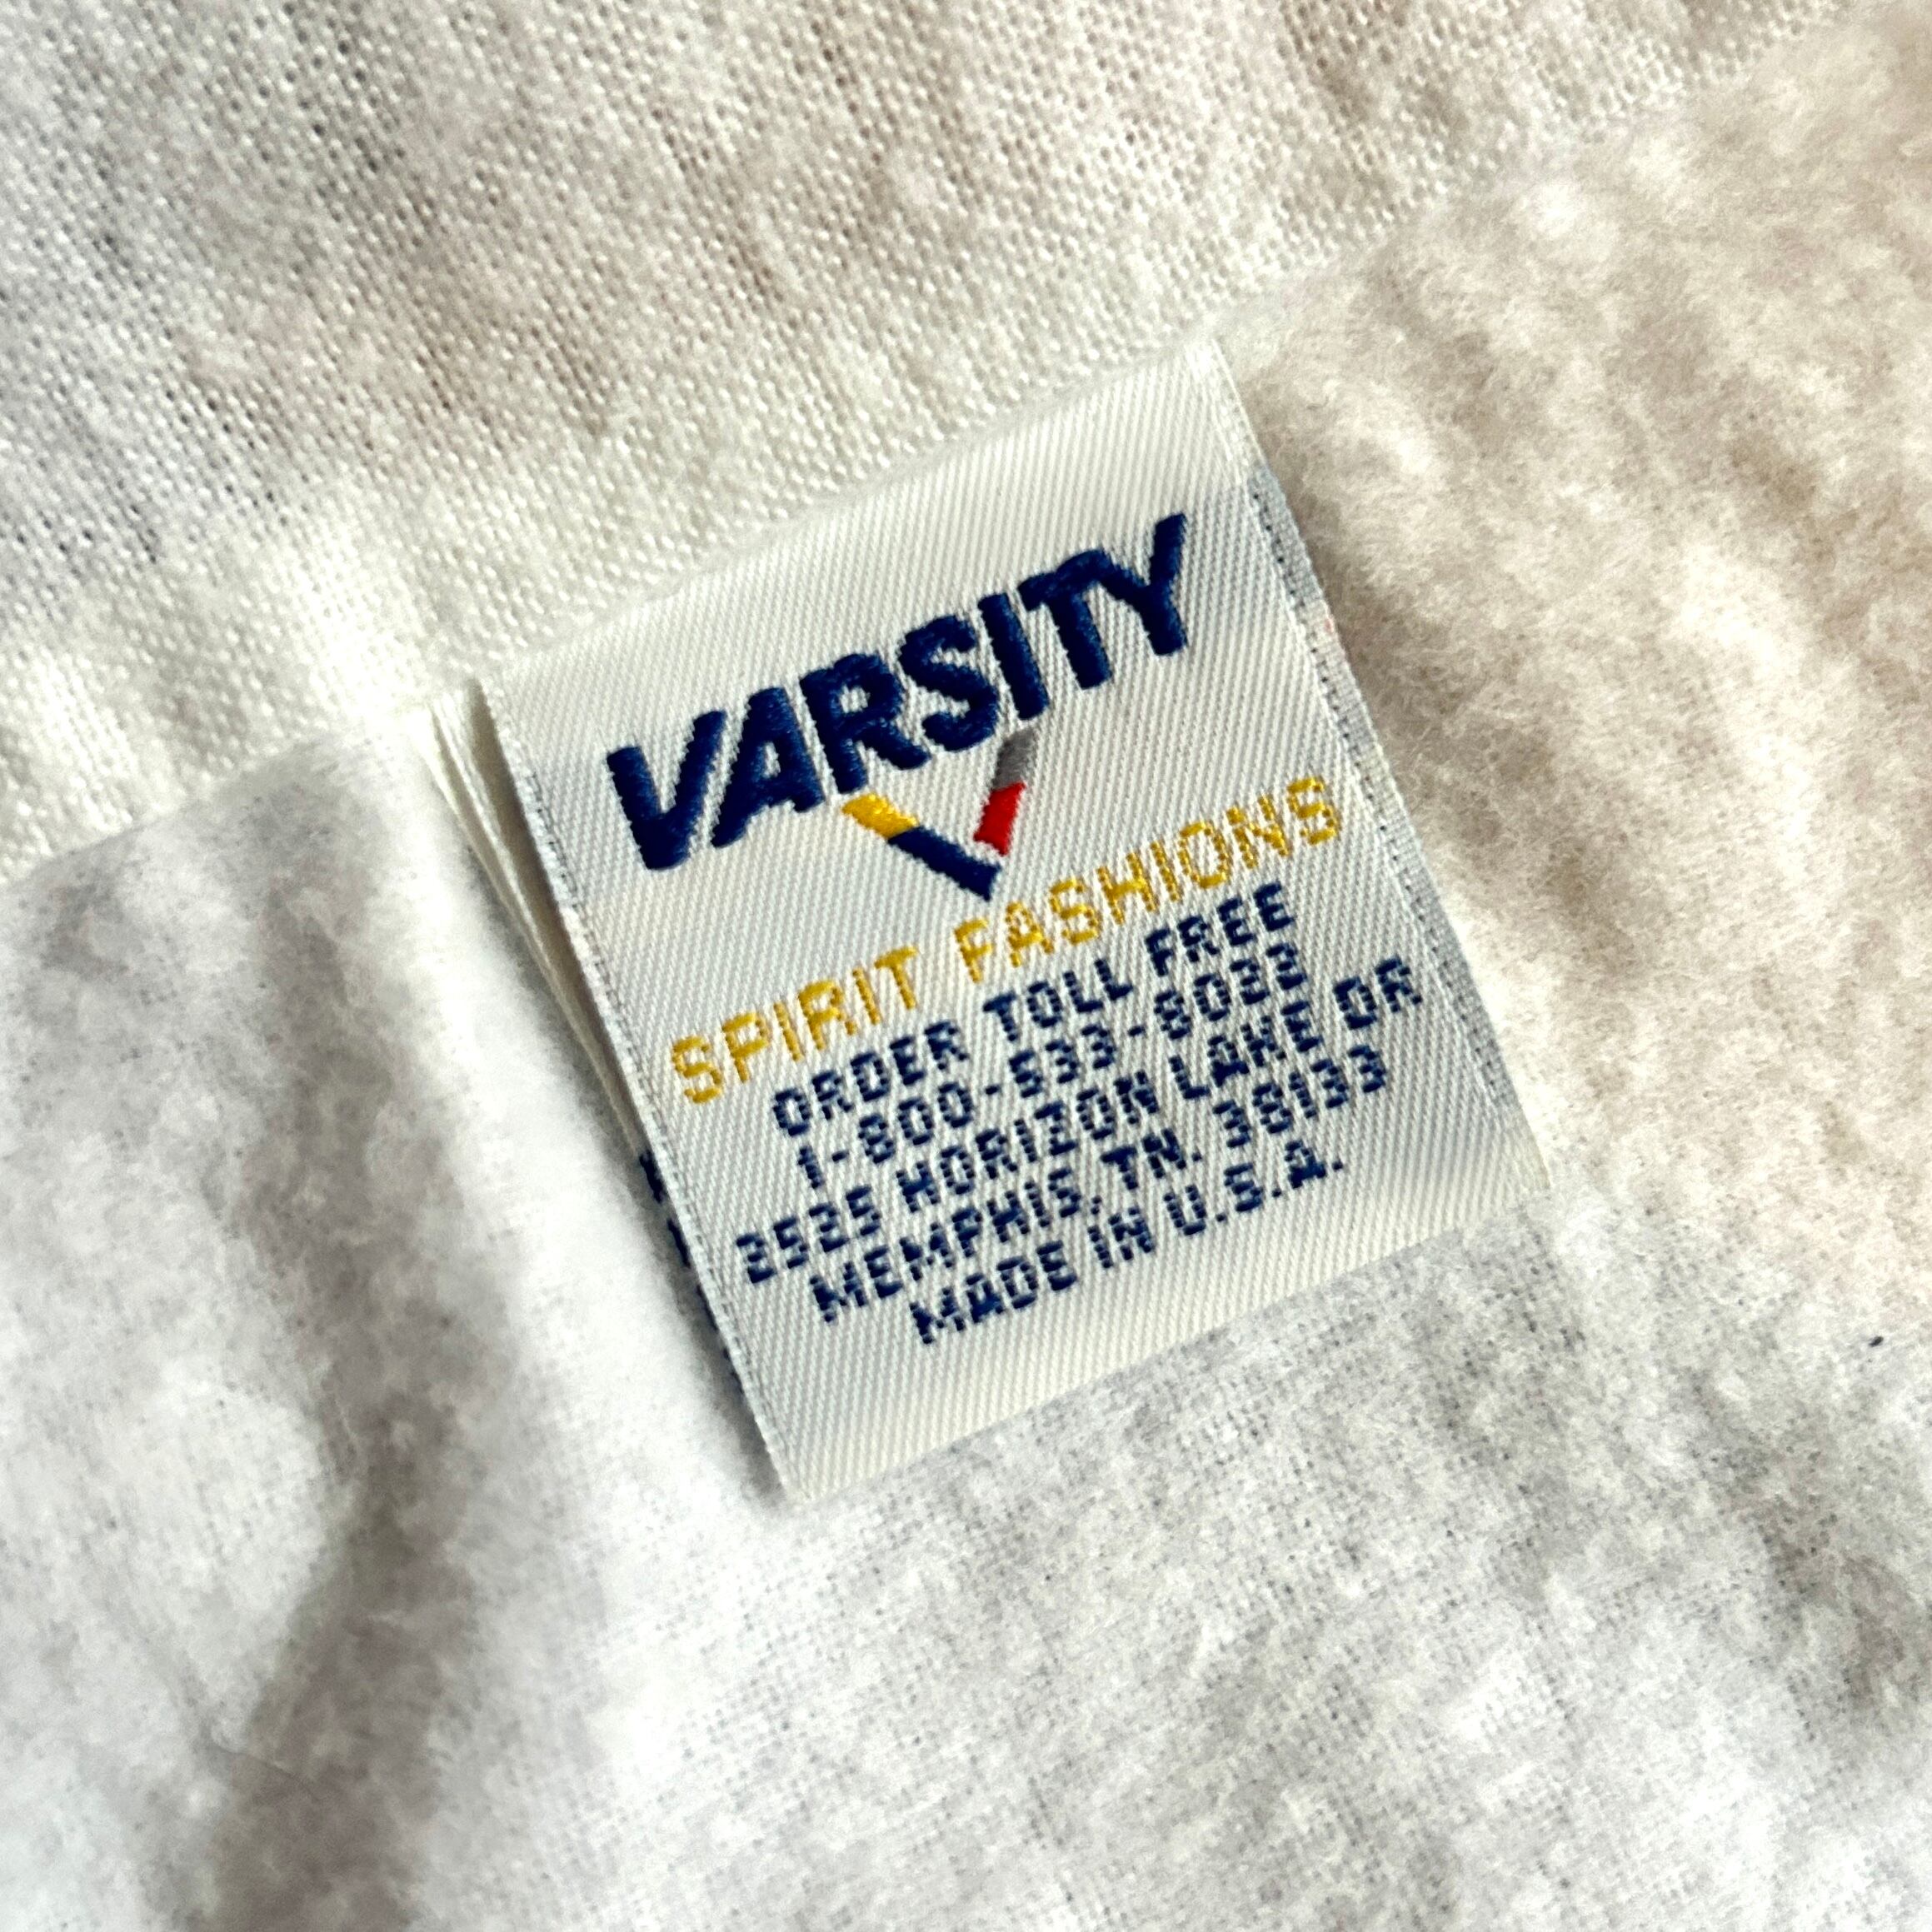 VARSITY
SPIRIT FASHIONS
ORDER TOLL FREE
1-800-533-8022
2525 HORIZON LAKE DR
MEMPHIS, TN. 38133
MADE IN U.S.A.